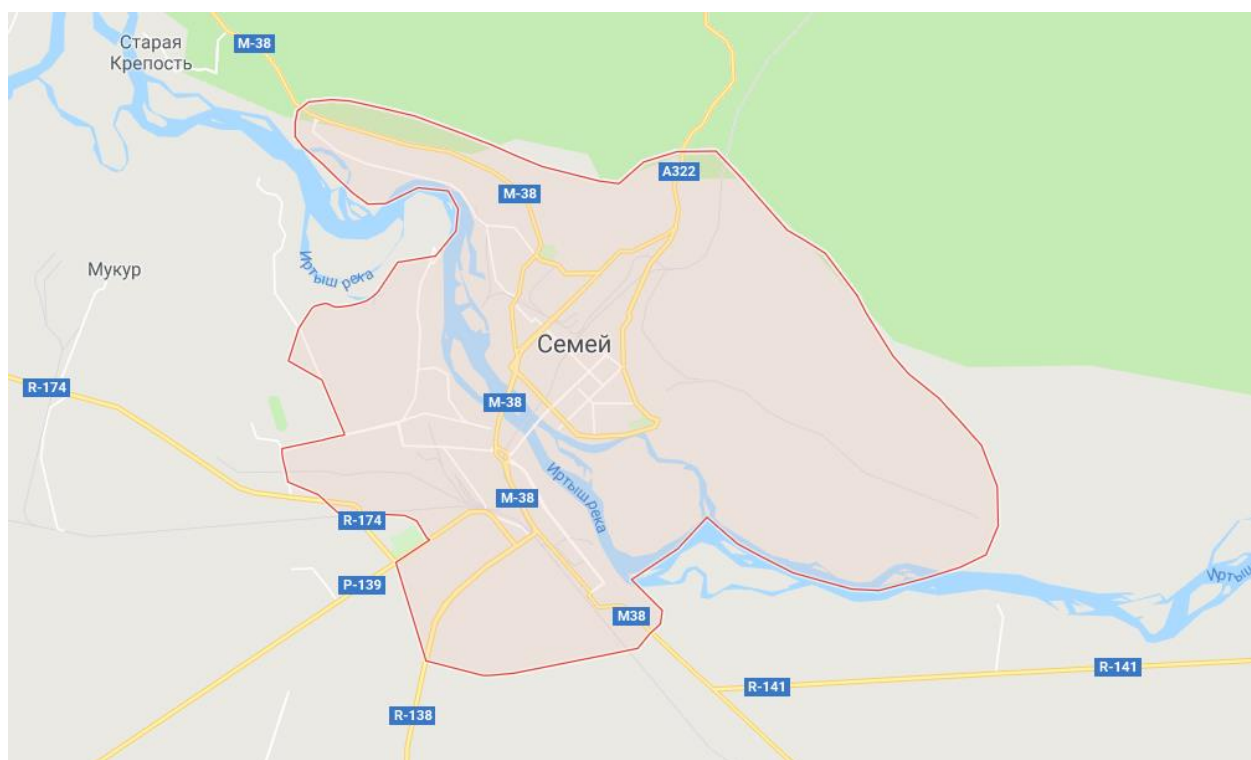 Старая
Крепость
M-38
A322
M-38
Иртыш река
Мукур
Семей
R-174
M-38
M-38
Иртыш река
R-174
P-139
Иртыш
M38
R-141
R-141
R-138